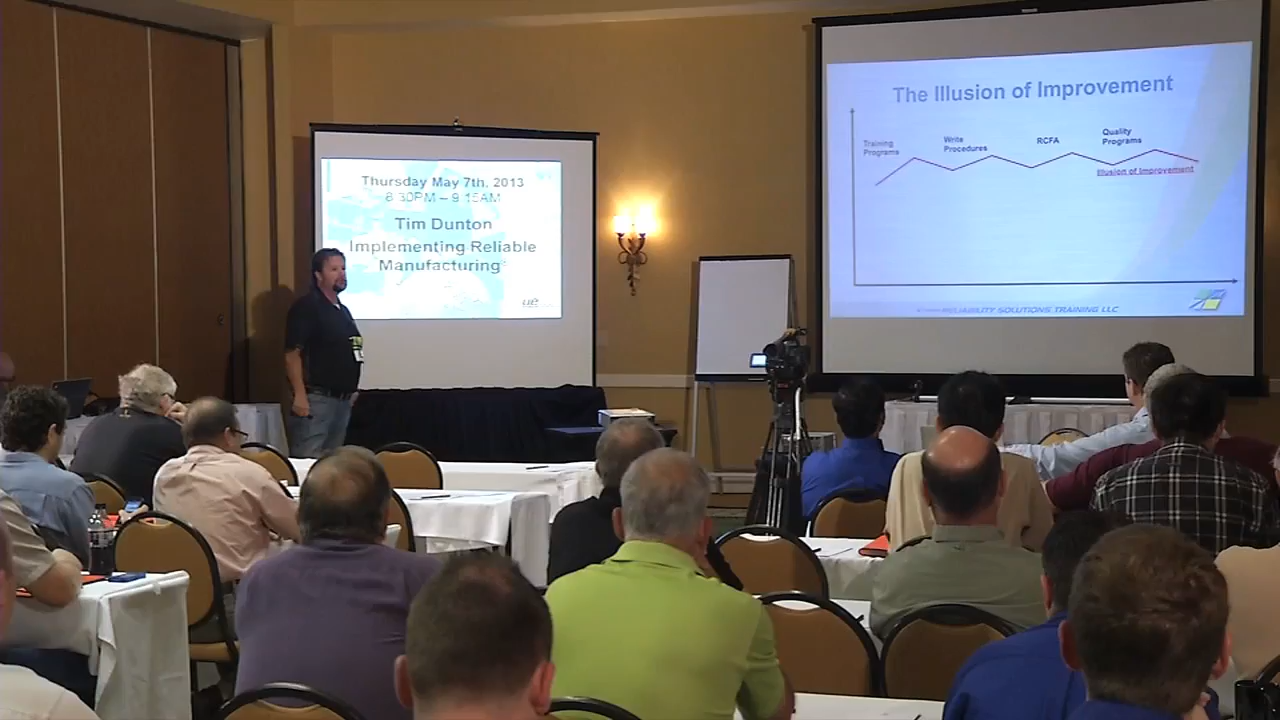 Thursday May 7th, 2013
8:30PM – 9:15AM
Tim Dunton
Implementing Reliable
Manufacturing
ue
The Illusion of Improvement
Training
Programs
Write
Procedures
RCFA
Quality
Programs
Illusion of Improvement
RELIABILITY SOLUTIONS TRAINING LLC